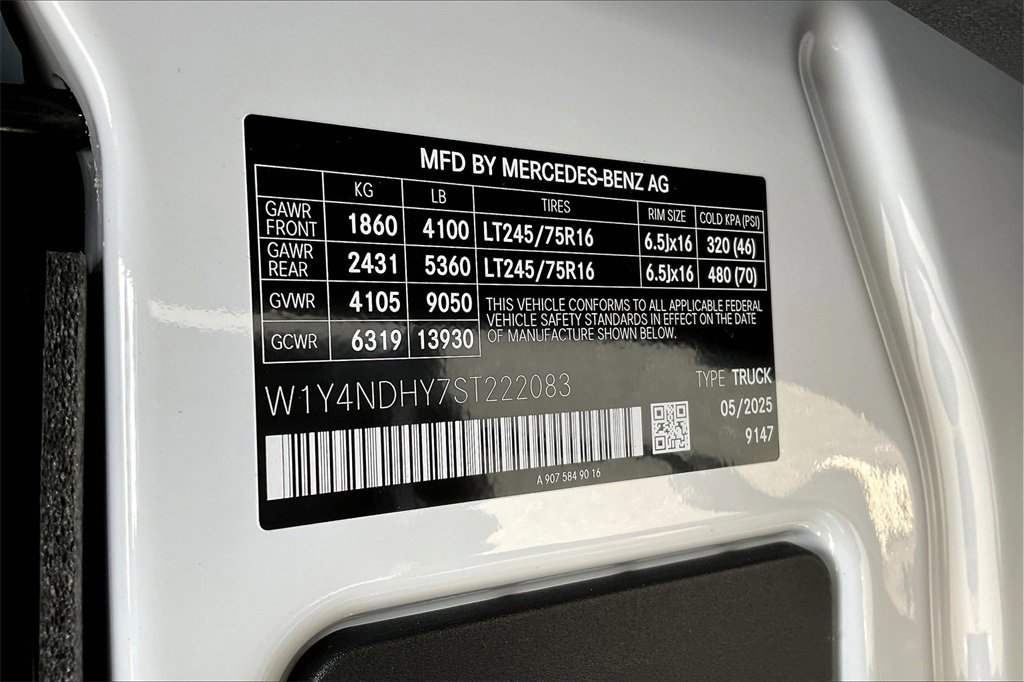 MFD BY MERCEDES-BENZ AG
KG LB TIRES RIM SIZE COLD KPA (PSI)
GAWR FRONT 1860 4100 LT245/75R16 6.5Jx16 320 (46)
GAWR REAR 2431 5360 LT245/75R16 6.5Jx16 480 (70)
GVWR 4105 9050
GCWR 6319 13930
THIS VEHICLE CONFORMS TO ALL APPLICABLE FEDERAL
VEHICLE SAFETY STANDARDS IN EFFECT ON THE DATE
OF MANUFACTURE SHOWN BELOW.
W1Y4NDHY7ST222083
TYPE TRUCK
05/2025
9147
A 907 584 90 16